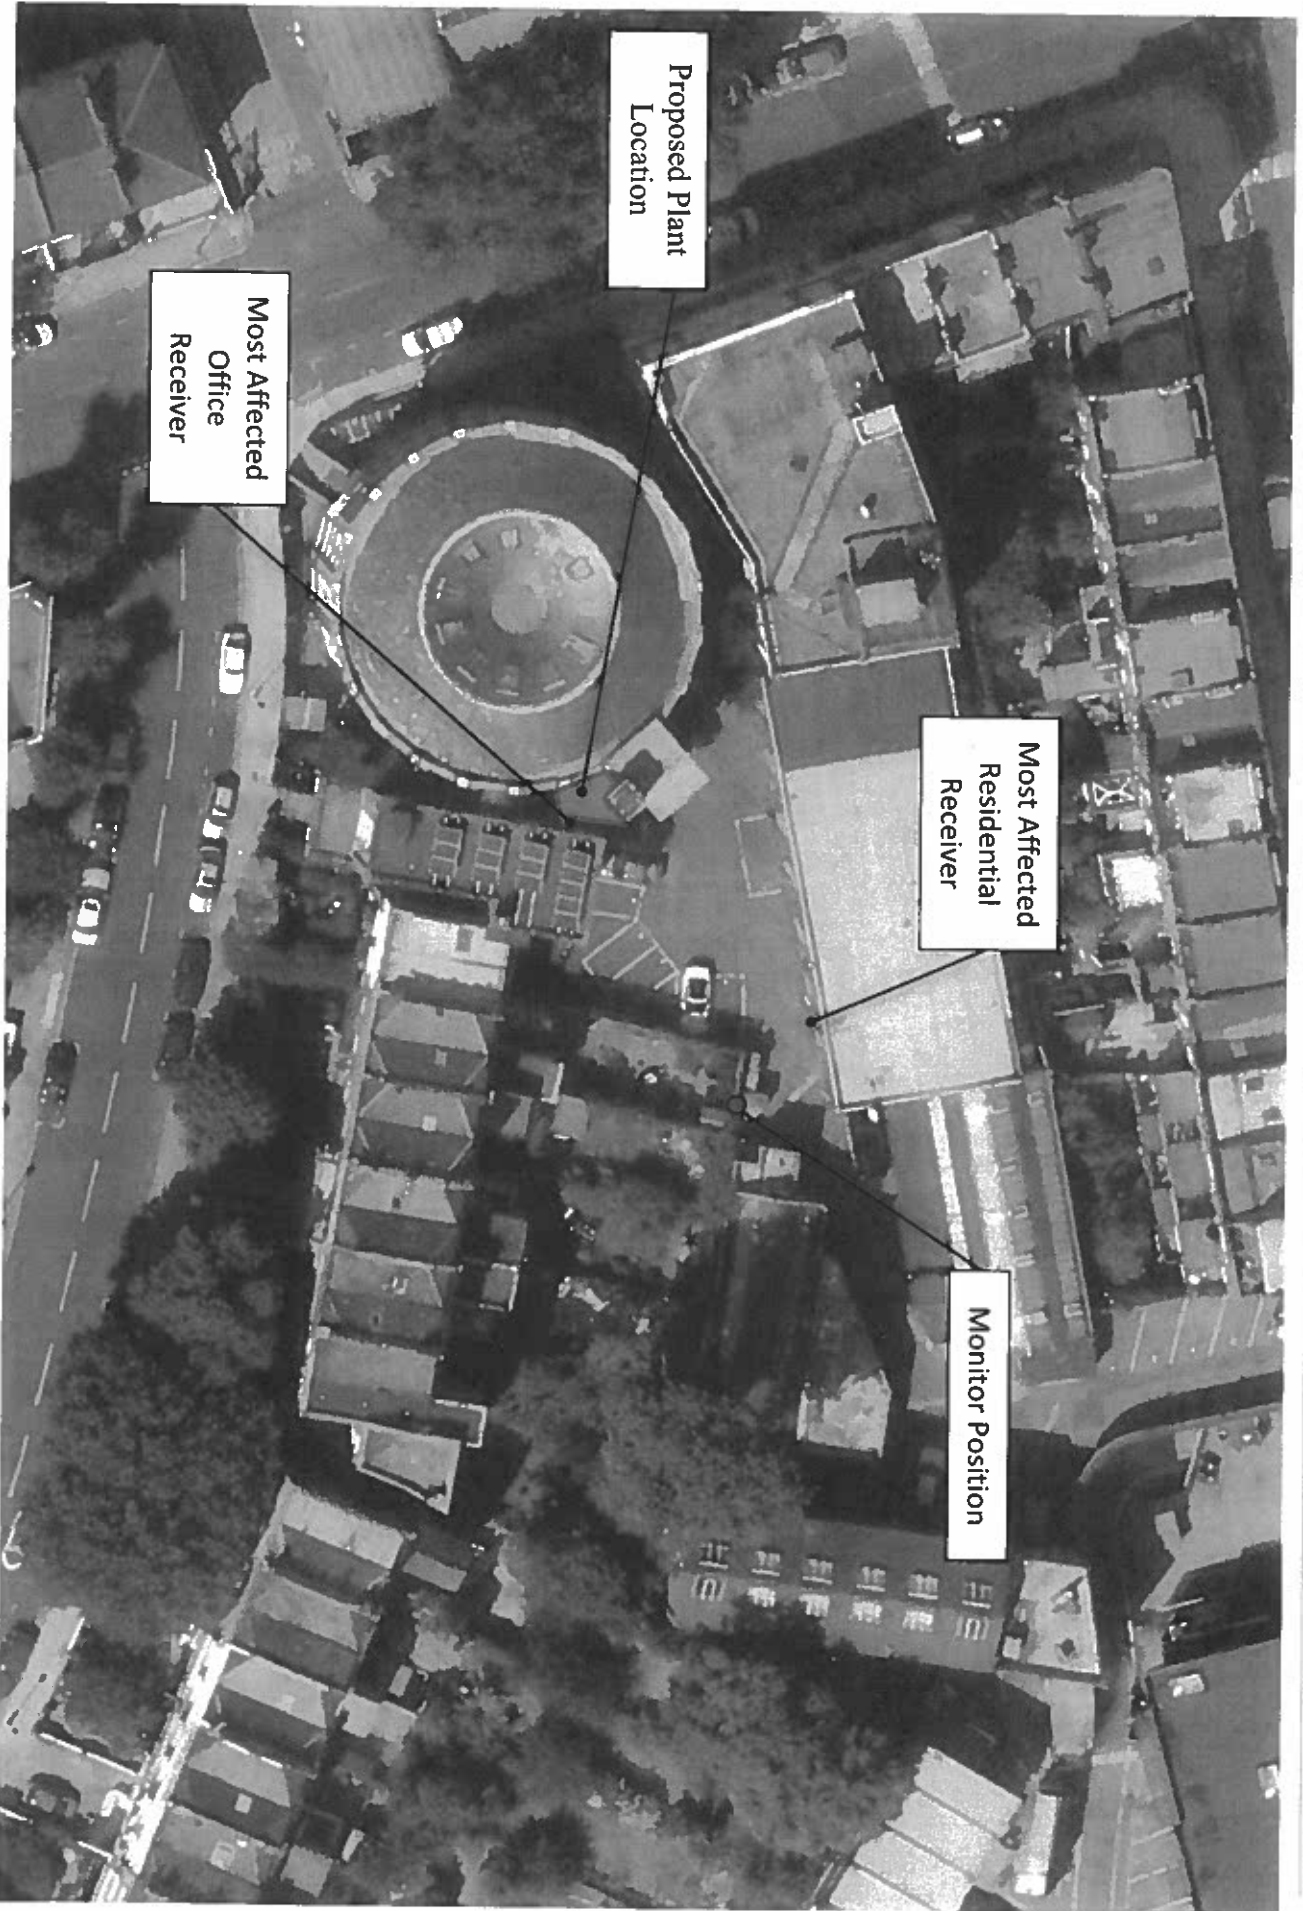 Proposed Plant
Location
Most Affected
Office
Receiver
Most Affected
Residential
Receiver
Monitor Position